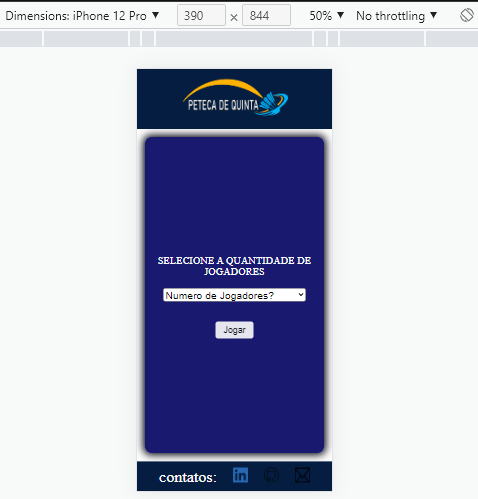 Dimensions: iPhone 12 Pro ▼ 390 × 844 50% ▼ No throttling ▼
PETECA DE QUINTA
SELECIONE A QUANTIDADE DE
JOGADORES
Numero de Jogadores?
Jogar
contatos: in